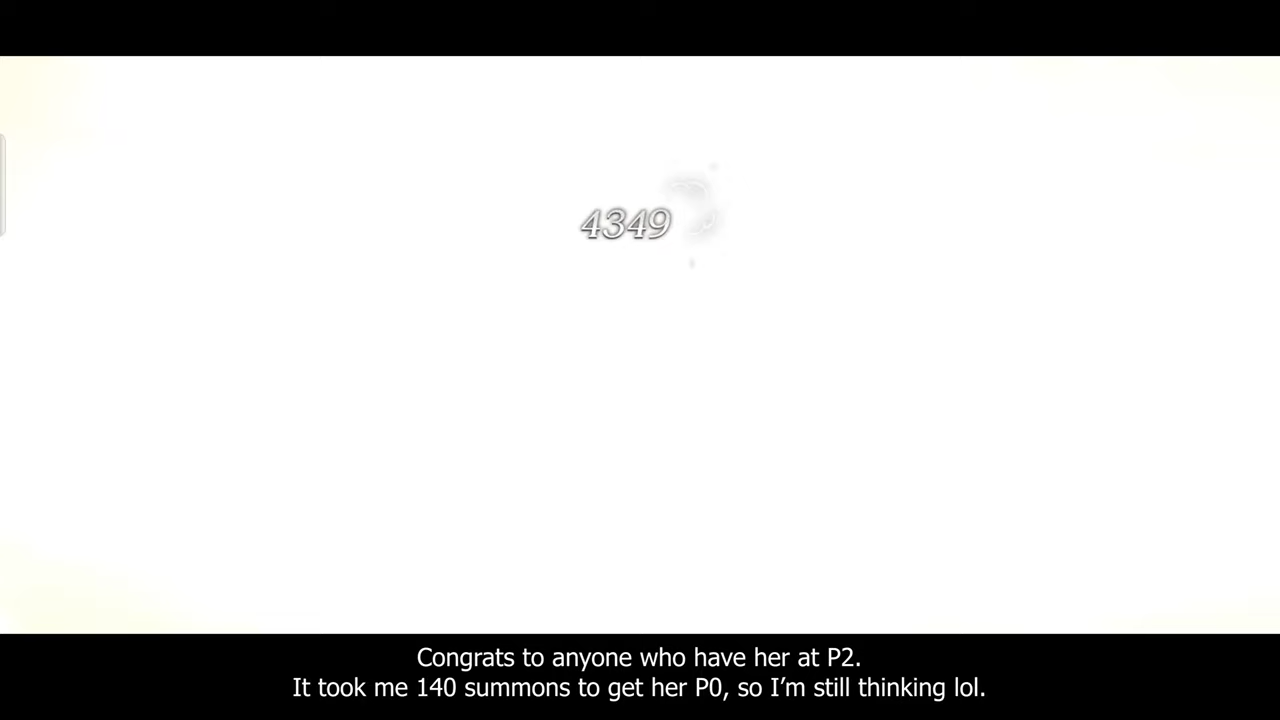 4349
Congrats to anyone who have her at P2.
It took me 140 summons to get her P0, so I'm still thinking lol.